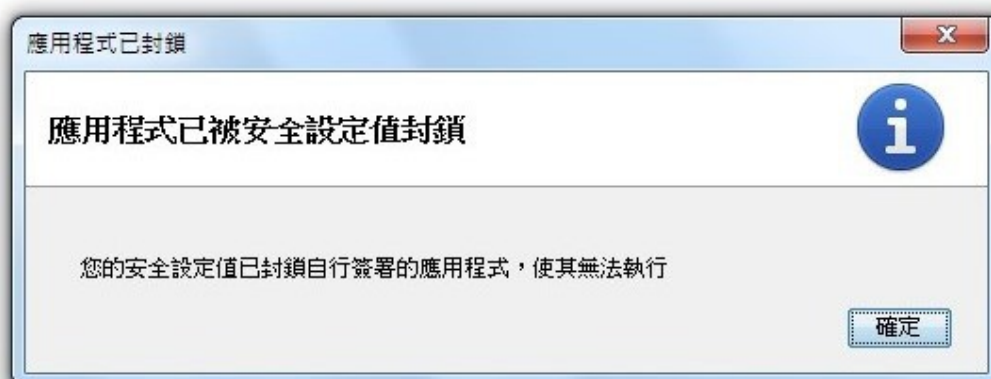 應用程式已封鎖
應用程式已被安全設定值封鎖
您的安全設定值已封鎖自行簽署的應用程式，使其無法執行
確定